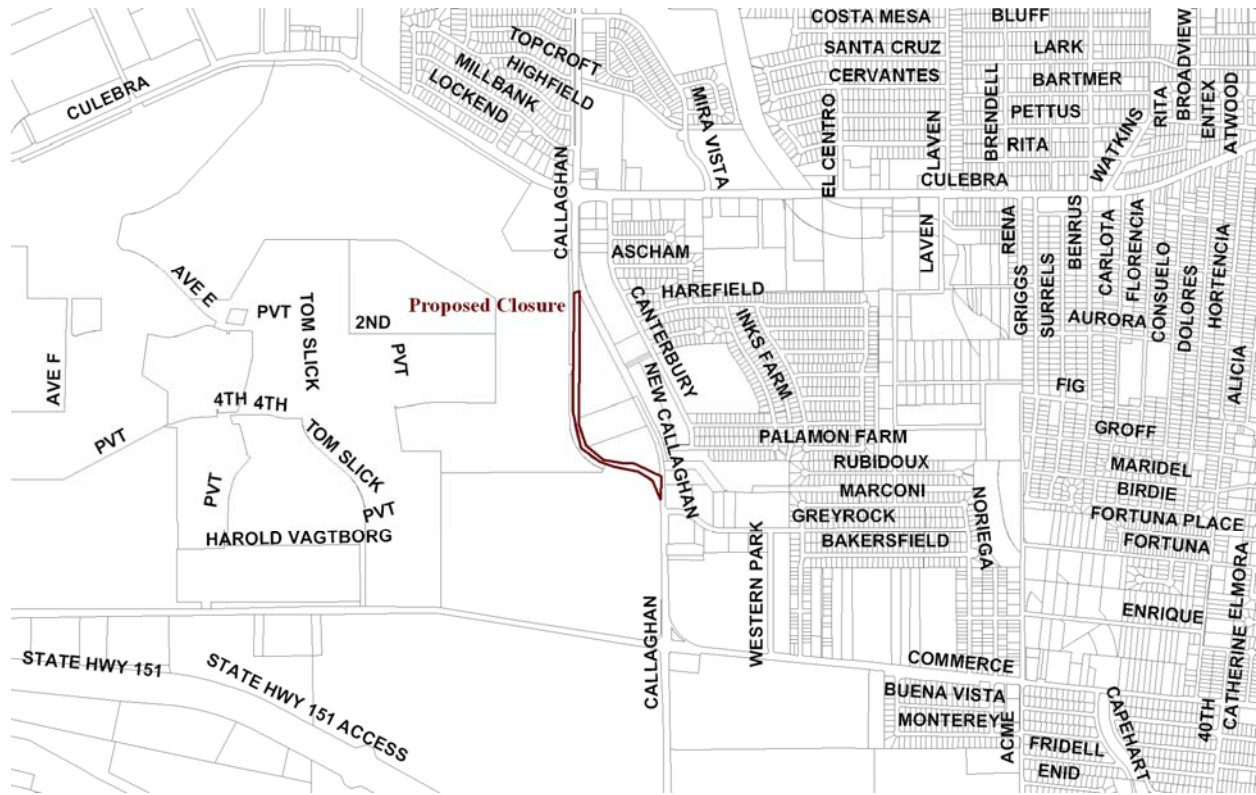 COSTA MESA
BLUFF
TOPCROFT
SANTA CRUZ
LARK
BROADVIEW
HIGHFIELD
MILLBANK
CERVANTES
BARTMER
CULEBRA
LOCKEND
MIRA VISTA
EL CENTRO
LAVEN
BRENDELL
PETTUS
RITA
ENTEX
ATWOOD
RITA
WATKINS
CALLAGHAN
CULEBRA
ASCHAM
LAVEN
RENA
BENRUS
CARLOTA
FLORENCIA
AVE E
PVT
TOM SLICK
Proposed Closure
HAREFIELD
CANTERBURY
INKS FARM
GRIGGS
SURRELS
CONSUELO
DOLORES
HORTENCIA
2ND
AURORA
AVE F
PVT
NEW CALLAGHAN
FIG
ALICIA
4TH
4TH
PVT
TOM SLICK
PALAMON FARM
GROFF
RUBIDOUX
MARIDEL
PVT
MARCONI
BIRDIE
PVT
GREYROCK
NORIEGA
FORTUNA PLACE
HAROLD VAGTBORG
BAKERSFIELD
FORTUNA
WESTERN PARK
ELMORA
ENRIQUE
CALLAGHAN
CATHERINE
STATE HWY 151
STATE HWY 151 ACCESS
COMMERCE
BUENA VISTA
CAPEHART
40TH
MONTEREY
ACME
FRIDELL
ENID